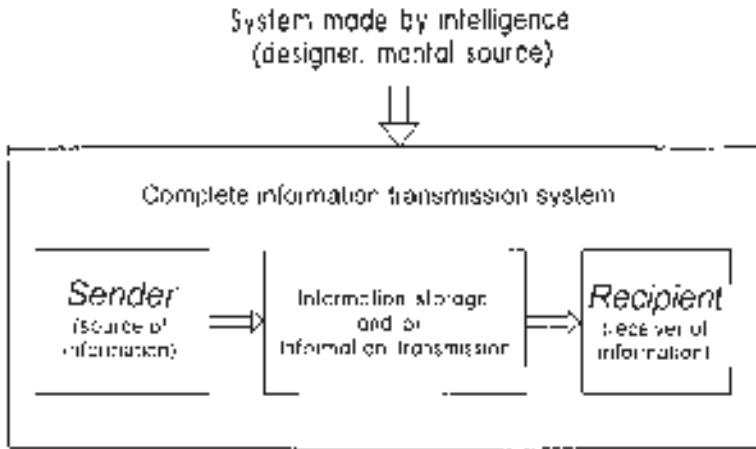 System made by intelligence
(designer, mental source)
Complete information transmission system
Sender
(source of
information)
Information storage
and or
information transmission
Recipient
(receiver of
information)